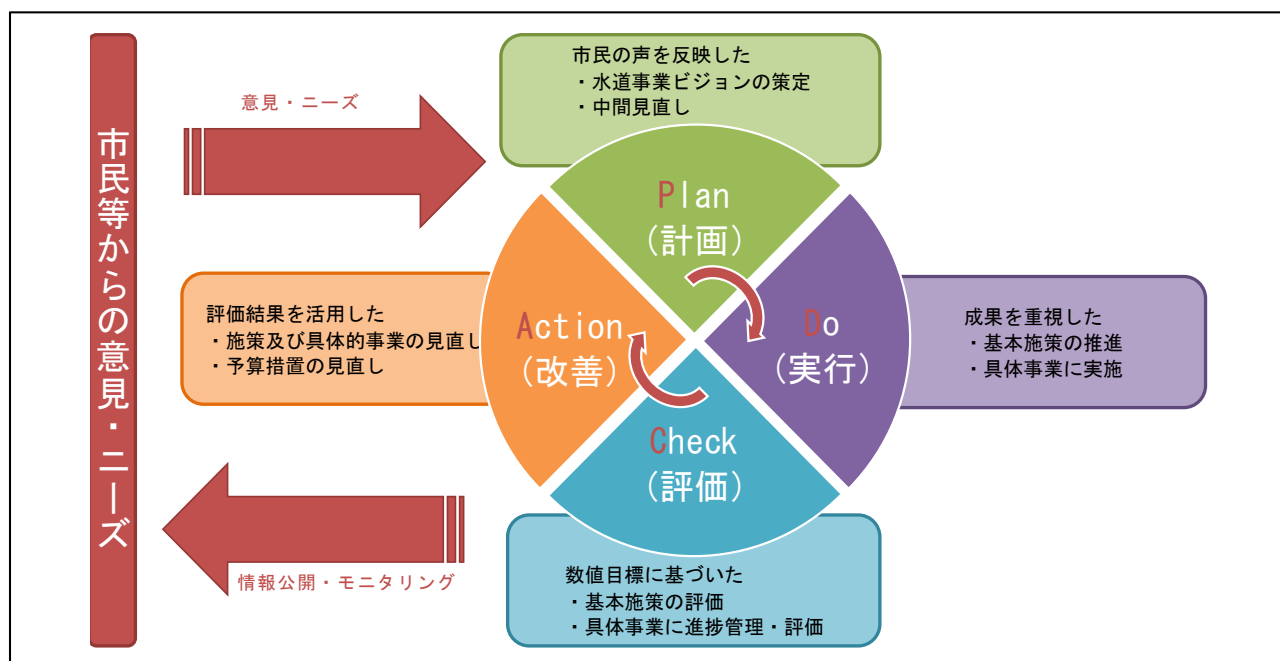 市民等からの意見・ニーズ
意見・ニーズ
市民の声を反映した
・水道事業ビジョンの策定
・中間見直し
Plan
(計画)
Do
(実行)
成果を重視した
・基本施策の推進
・具体事業に実施
Check
(評価)
数値目標に基づいた
・基本施策の評価
・具体事業に進捗管理・評価
Action
(改善)
評価結果を活用した
・施策及び具体的事業の見直し
・予算措置の見直し
情報公開・モニタリング